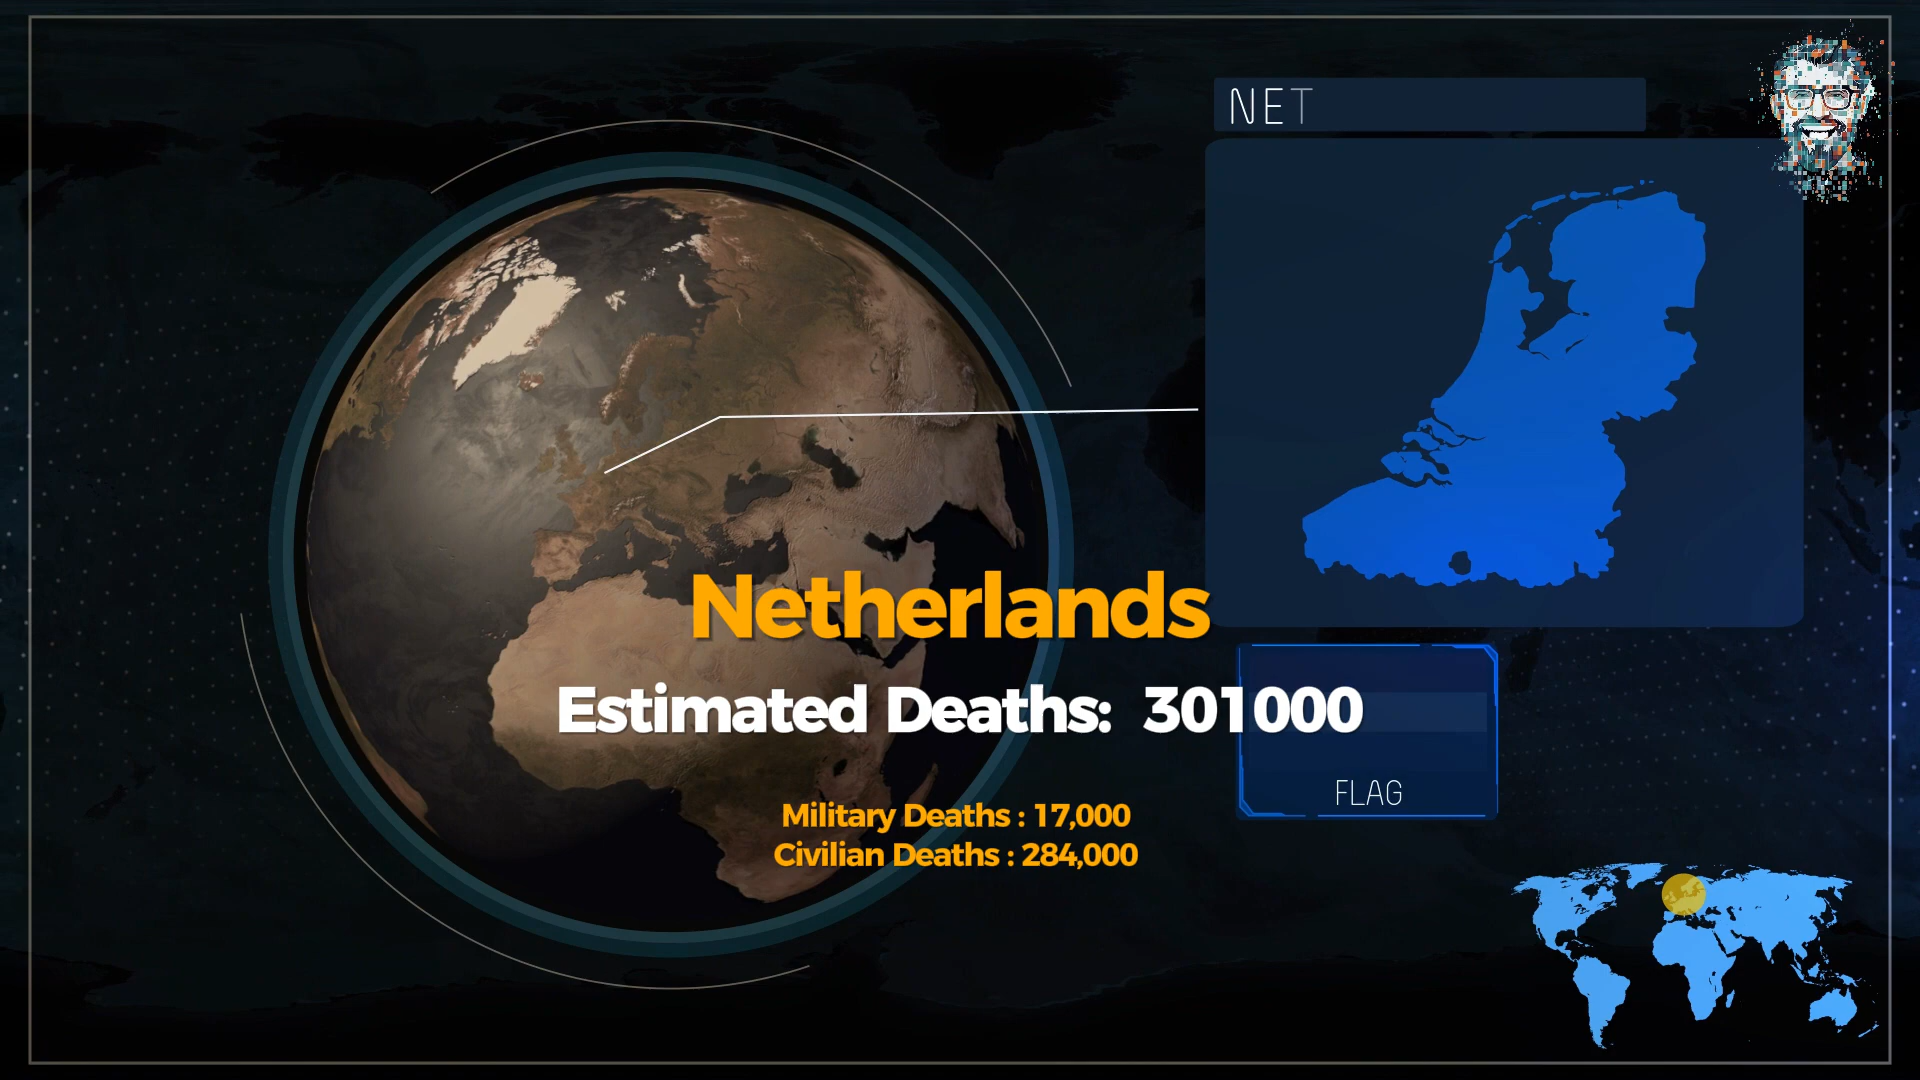 NET
Netherlands
Estimated Deaths: 301000
FLAG
Military Deaths : 17,000
Civilian Deaths : 284,000